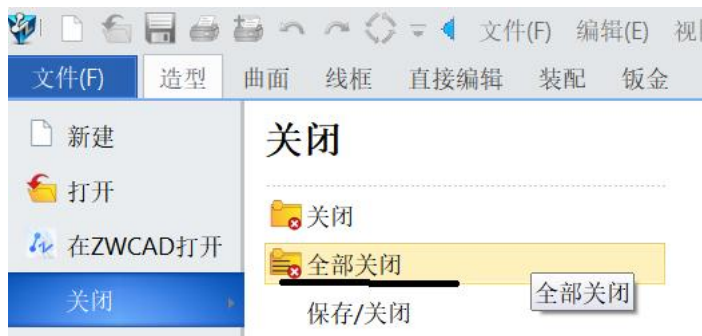 文件(F) 编辑(E)
文件(F) 造型 曲面 线框 直接编辑 装配 钣金
新建
打开
在ZWCAD打开
关闭
关闭
关闭
全部关闭
保存/关闭
全部关闭